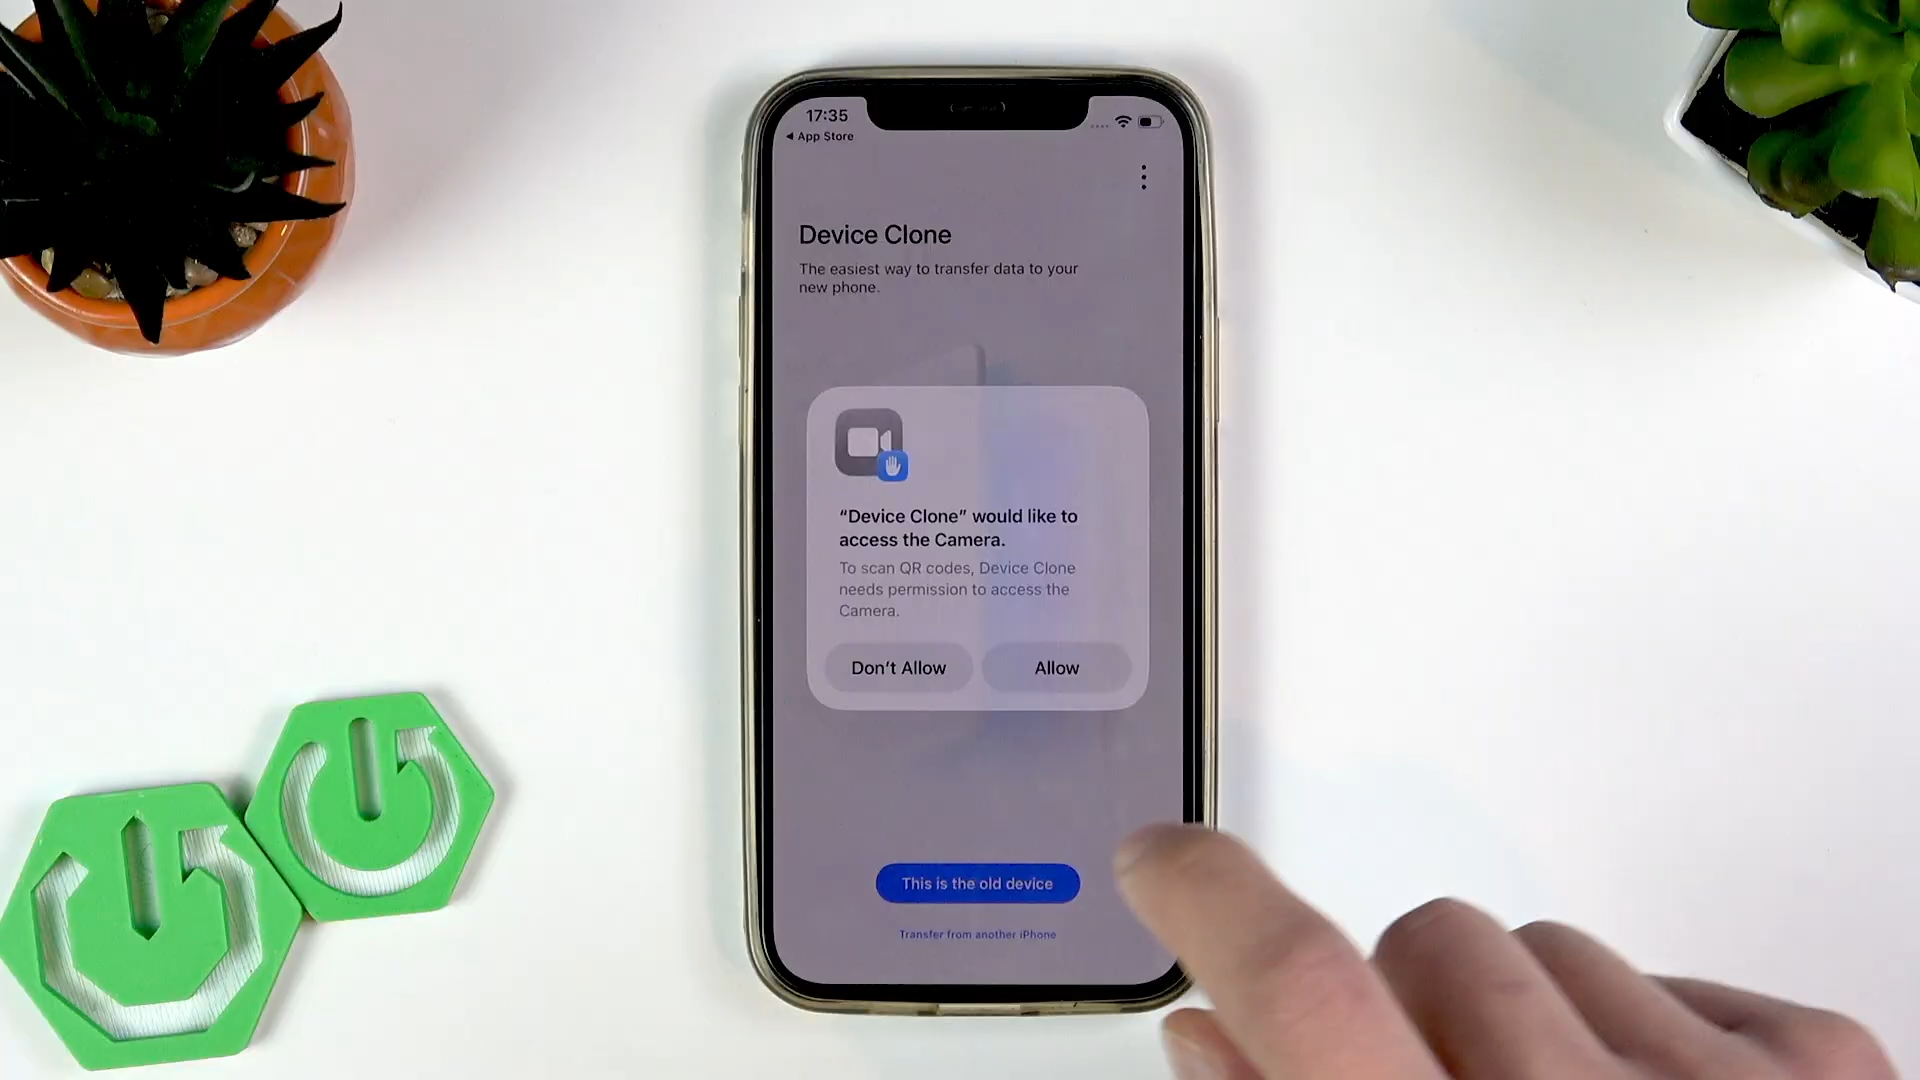 17:35
◀ App Store
Device Clone
The easiest way to transfer data to your
new phone.
“Device Clone” would like to
access the Camera.
To scan QR codes, Device Clone
needs permission to access the
Camera.
Don’t Allow
Allow
This is the old device
Transfer from another iPhone